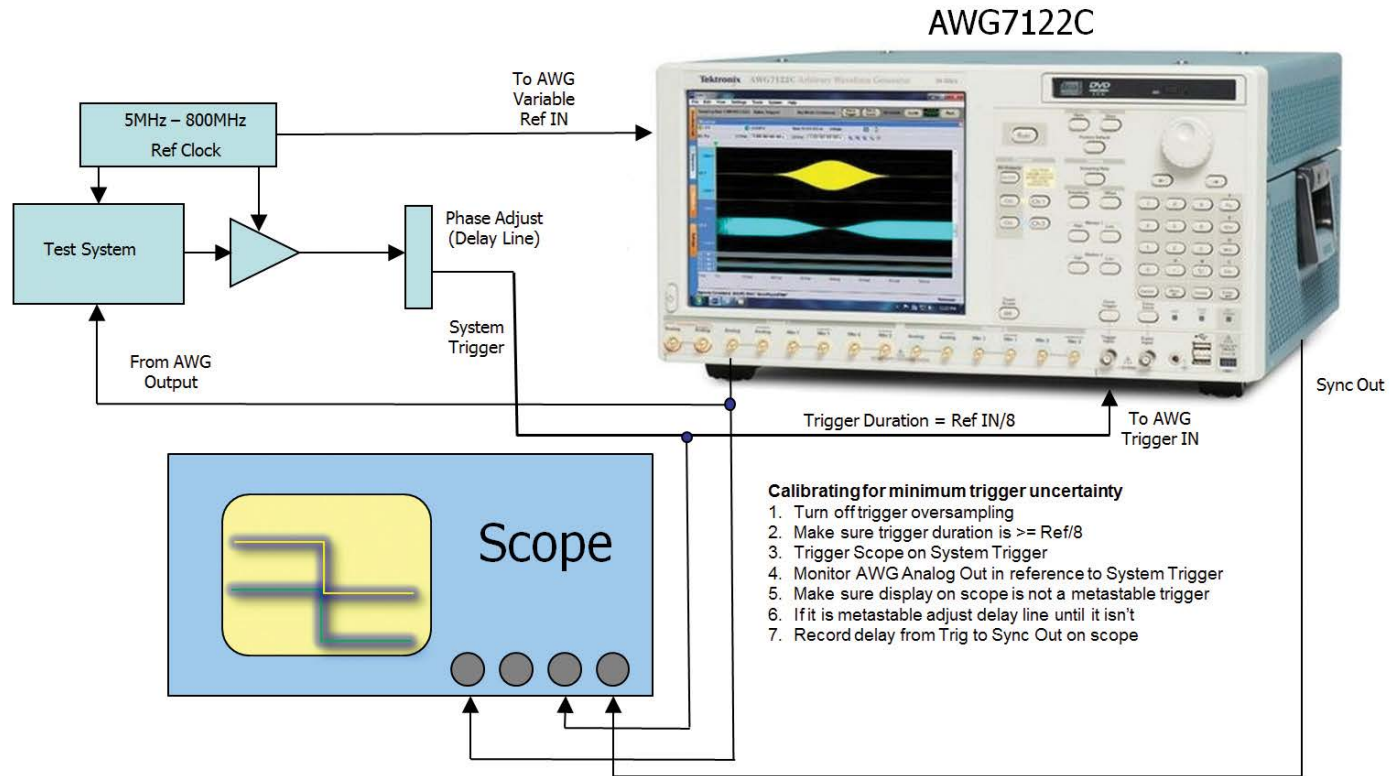 AWG7122C
Tektronix AWG7122C Arbitrary Waveform Generator
DVD
To AWG
Variable
Ref IN
5MHz – 800MHz
Ref Clock
Test System
Phase Adjust
(Delay Line)
System
Trigger
From AWG
Output
Sync Out
Trigger Duration = Ref IN/8
To AWG
Trigger IN
Scope
Calibrating for minimum trigger uncertainty
1. Turn off trigger oversampling
2. Make sure trigger duration is >= Ref/8
3. Trigger Scope on System Trigger
4. Monitor AWG Analog Out in reference to System Trigger
5. Make sure display on scope is not a metastable trigger
6. If it is metastable adjust delay line until it isn't
7. Record delay from Trig to Sync Out on scope